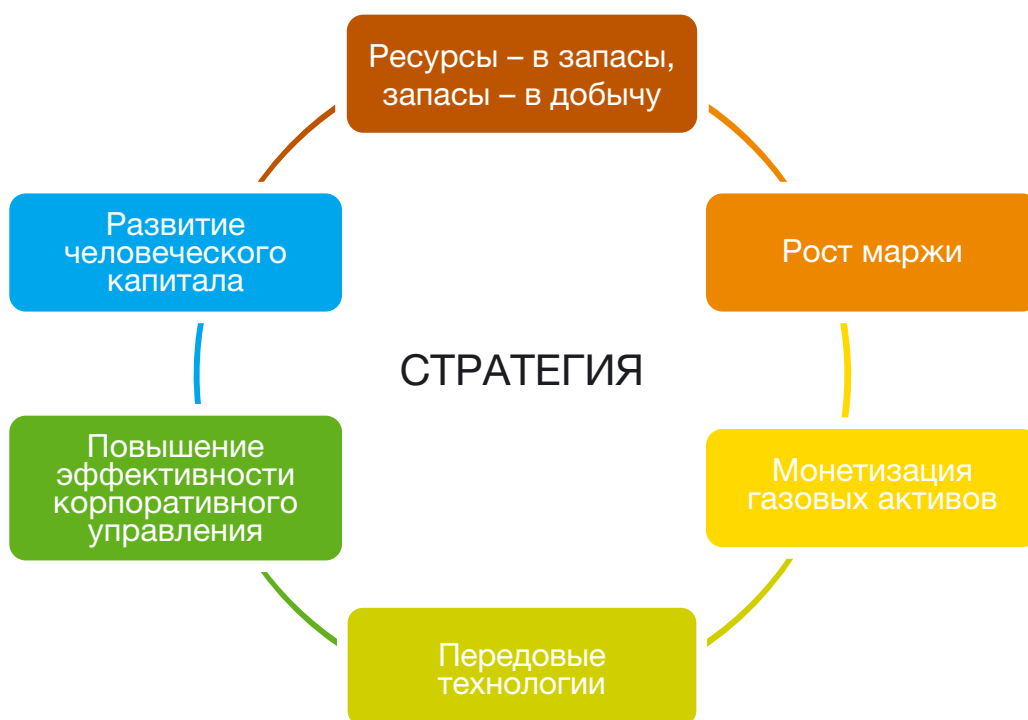 Ресурсы – в запасы,
запасы – в добычу
Развитие
человеческого
капитала
Рост маржи
СТРАТЕГИЯ
Повышение
эффективности
корпоративного
управления
Монетизация
газовых активов
Передовые
технологии